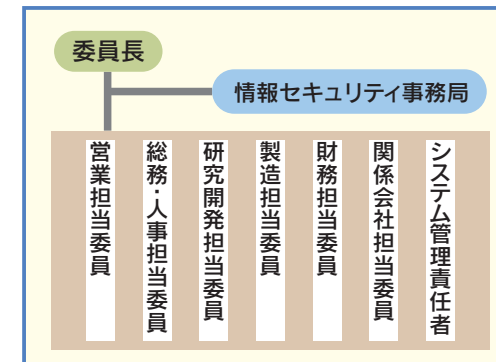 委員長
情報セキュリティ事務局
営業担当委員
総務・人事担当委員
研究開発担当委員
製造担当委員
財務担当委員
関係会社担当委員
システム管理責任者